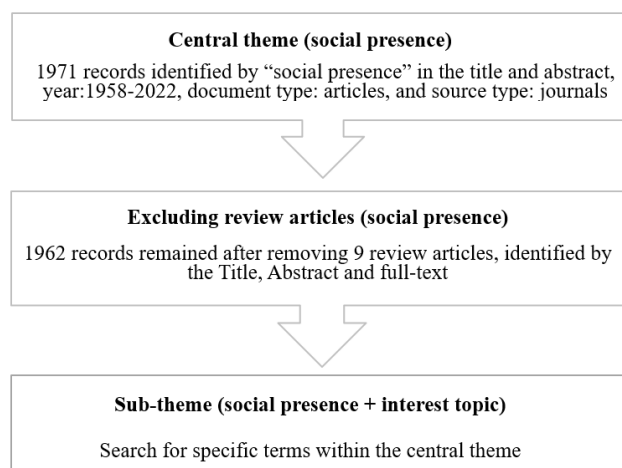 Central theme (social presence)
1971 records identified by “social presence” in the title and abstract,
year:1958-2022, document type: articles, and source type: journals
Excluding review articles (social presence)
1962 records remained after removing 9 review articles, identified by
the Title, Abstract and full-text
Sub-theme (social presence + interest topic)
Search for specific terms within the central theme